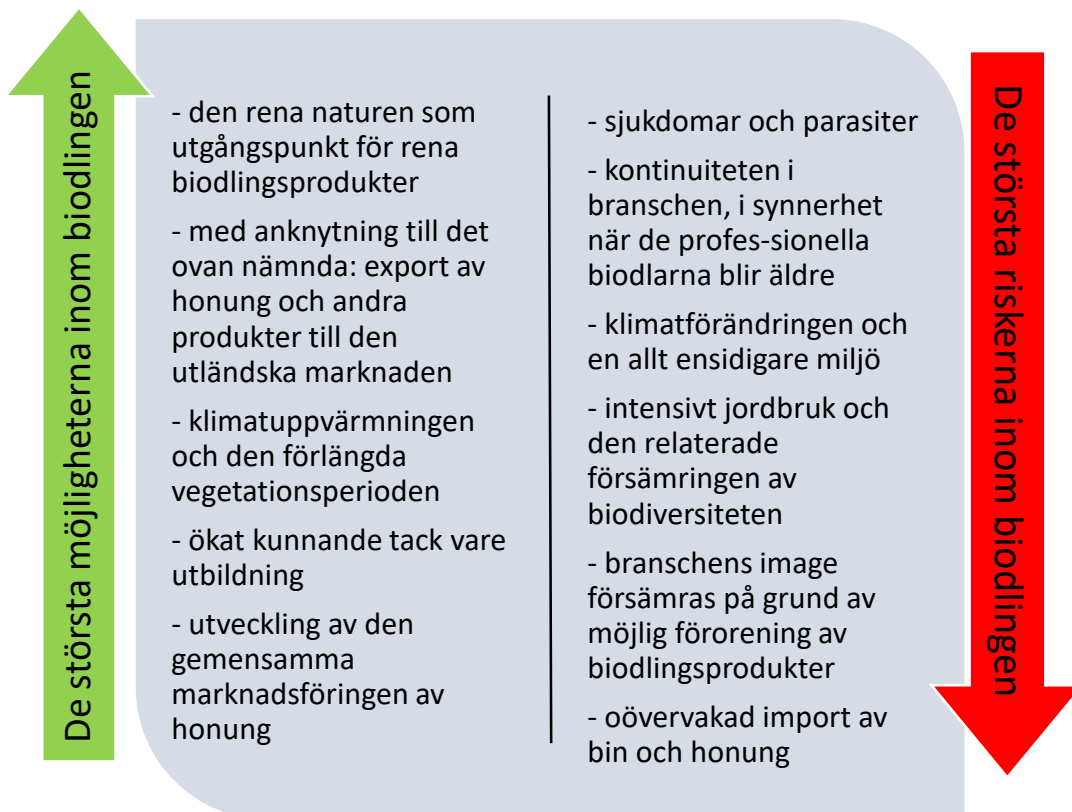 De största möjligheterna inom biodlingen
- den rena naturen som
utgångspunkt för rena
biodlingsprodukter
- med anknytning till det
ovan nämnda: export av
honung och andra
produkter till den
utländska marknaden
- klimatuppvärmningen
och den förlängda
vegetationsperioden
- ökat kunnande tack vare
utbildning
- utveckling av den
gemensamma
marknadsföringen av
honung
- sjukdomar och parasiter
- kontinuiteten i
branschen, i synnerhet
när de profes-sionella
biodlarna blir äldre
- klimatförändringen och
en allt ensidigare miljö
- intensivt jordbruk och
den relaterade
försämringen av
biodiversiteten
- branschens image
försämras på grund av
möjlig förorening av
biodlingsprodukter
- oövervakad import av
bin och honung
De största riskerna inom biodlingen